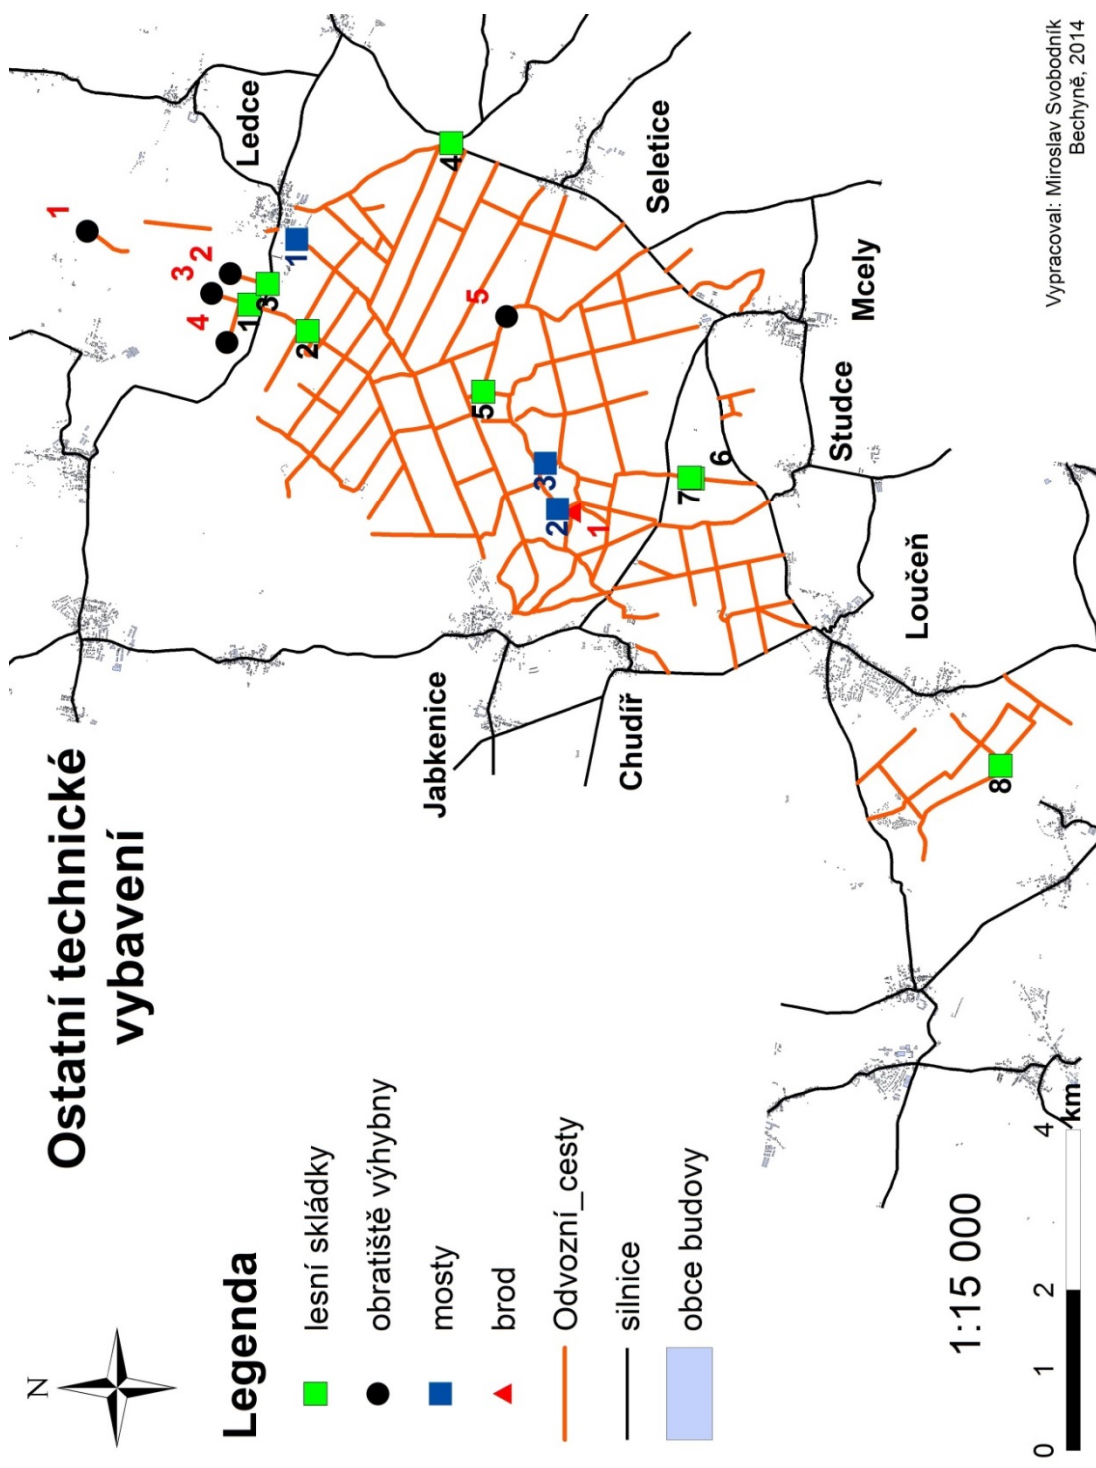 Ostatní technické
vybavení
N
Legenda
lesní skládky
obratiště výhybny
mosty
brod
Odvozní_cesty
silnice
obce budovy
1:15 000
0 1 2 4
km
Jabkenice
Chudíř
Loučeň
Studce
Mcely
Seletice
Ledce
1
2
3
4
5
1
2
3
4
5
6
7
8
1
2
3
1
Vypracoval: Miroslav Svobodník
Bechyně, 2014